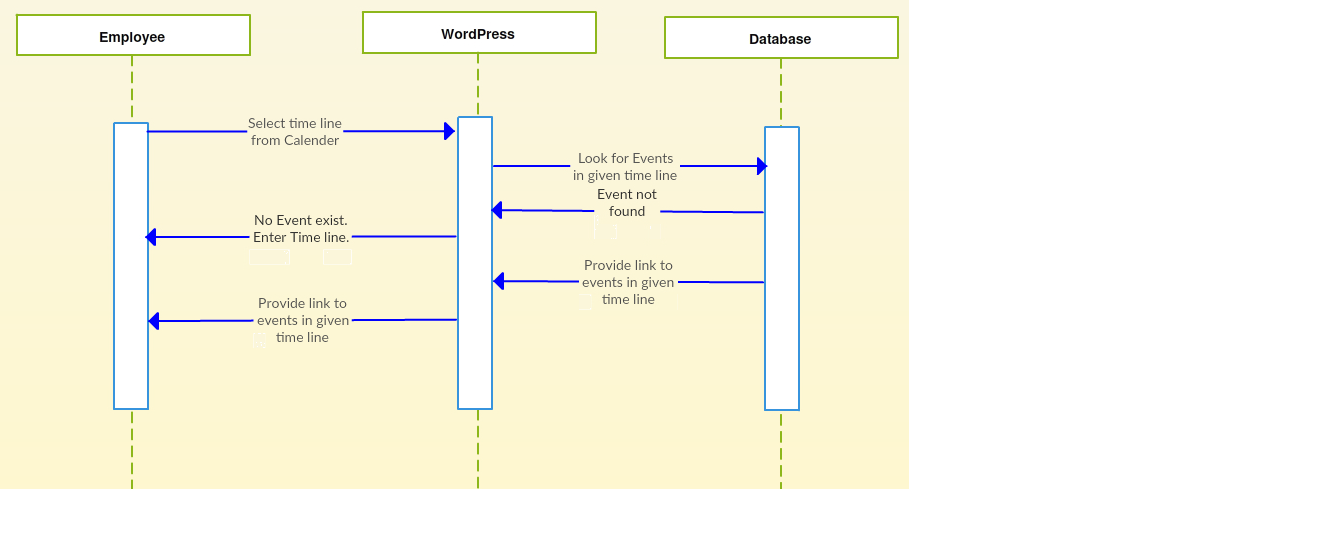 Employee
WordPress
Database
Select time line
from Calender
Look for Events
in given time line
Event not
found
No Event exist.
Enter Time line.
Provide link to
events in given
time line
Provide link to
events in given
time line